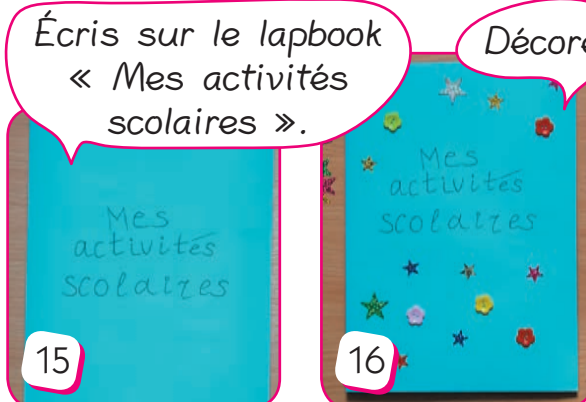 Écris sur le lapbook
« Mes activités
scolaires ».
Décore
Mes
activités
scolaires
15
Mes
activités
scolaires
16